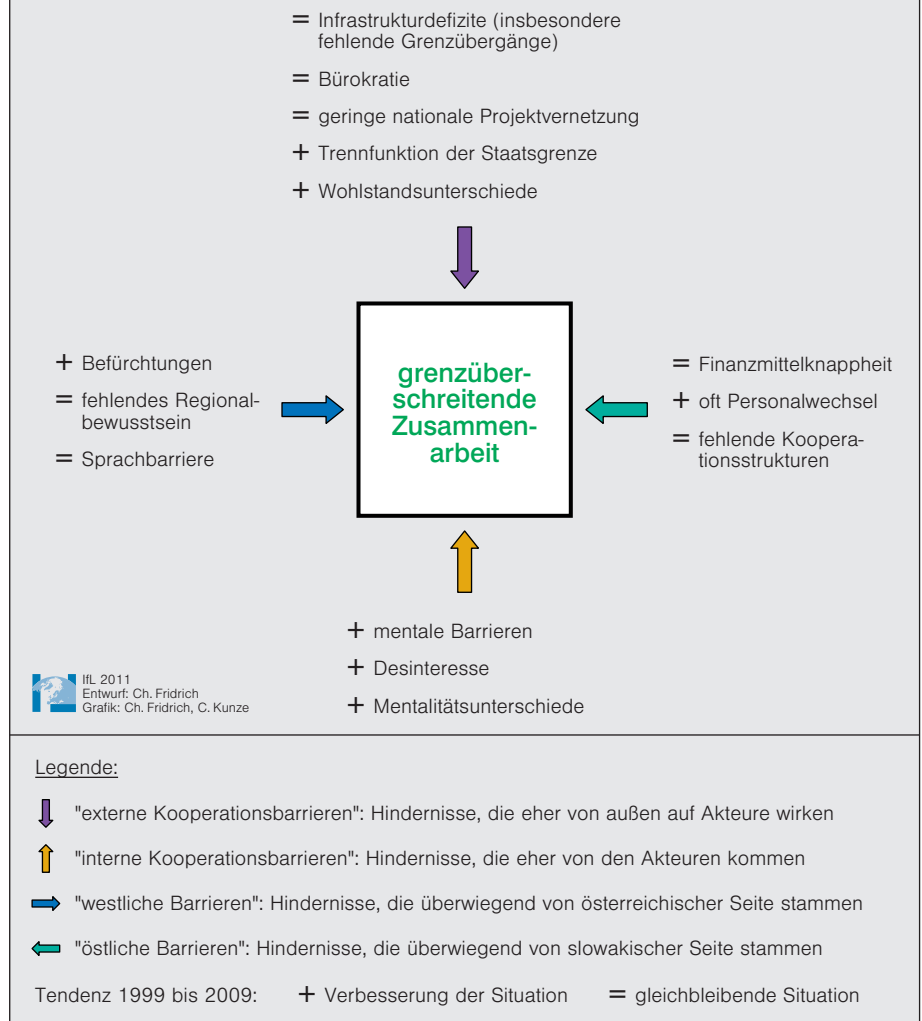 = Infrastrukturdefizite (insbesondere
fehlende Grenzübergänge)
= Bürokratie
= geringe nationale Projektvernetzung
+ Trennfunktion der Staatsgrenze
+ Wohlstandsunterschiede
+ Befürchtungen
= fehlendes Regional-
bewusstsein
= Sprachbarriere
grenzüber-
schreitende
Zusammen-
arbeit
= Finanzmittelknappheit
+ oft Personalwechsel
= fehlende Koopera-
tionsstrukturen
+ mentale Barrieren
+ Desinteresse
+ Mentalitätsunterschiede
IfL 2011
Entwurf: Ch. Fridrich
Grafik: Ch. Fridrich, C. Kunze
Legende:
"externe Kooperationsbarrieren": Hindernisse, die eher von außen auf Akteure wirken
"interne Kooperationsbarrieren": Hindernisse, die eher von den Akteuren kommen
"westliche Barrieren": Hindernisse, die überwiegend von österreichischer Seite stammen
"östliche Barrieren": Hindernisse, die überwiegend von slowakischer Seite stammen
Tendenz 1999 bis 2009: + Verbesserung der Situation = gleichbleibende Situation